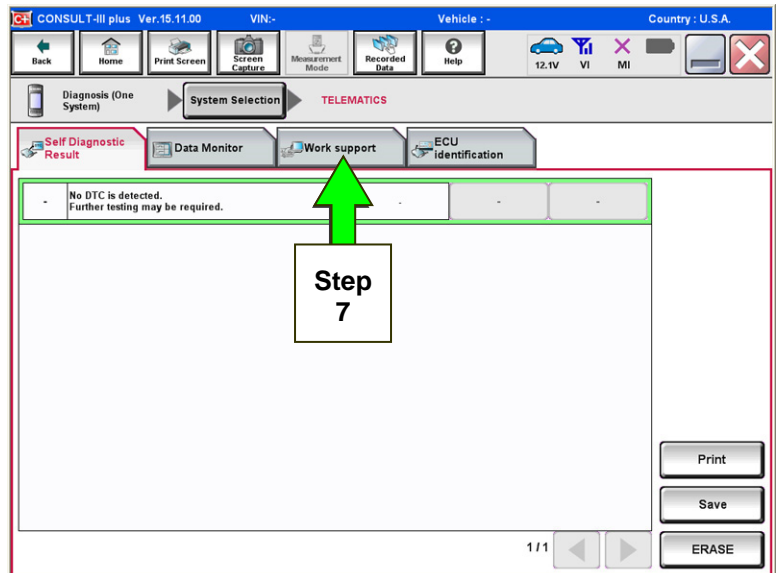 C+ CONSULT-III plus Ver.15.11.00 VIN:- Vehicle : - Country : U.S.A.
Back
Home
Print Screen
Screen
Capture
Measurement
Mode
Recorded
Data
Help
12.1V
VI
MI
Diagnosis (One
System)
System Selection
TELEMATICS
Self Diagnostic
Result
Data Monitor
Work support
ECU
identification
- No DTC is detected. . - -
Further testing may be required.
Step
7
Print
Save
1/1
ERASE